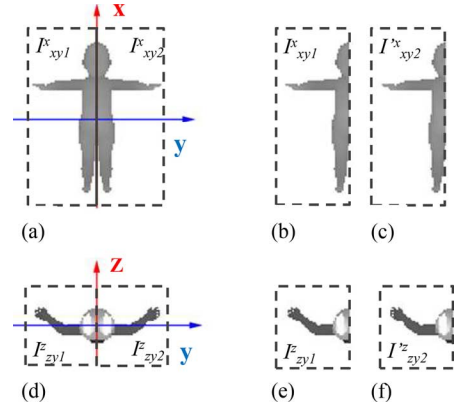 x
I^x_xy1 I^x_xy2 I^x_xy1 I'^x_xy2
y
(a) (b) (c)
z
I^z_zy1 I^z_zy2 y I^z_zy1 I'^z_zy2
(d) (e) (f)